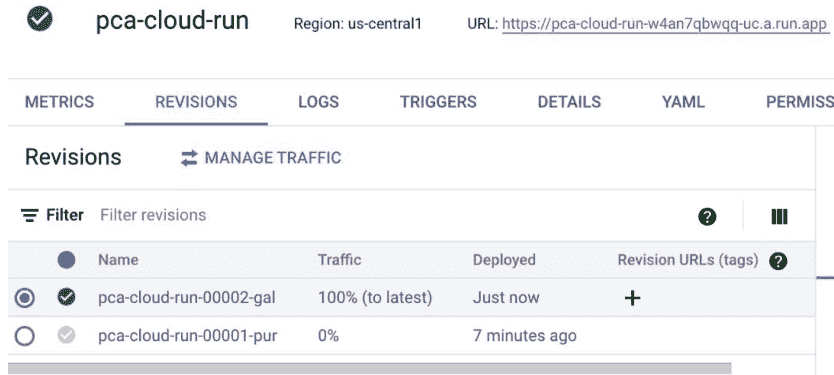 pca-cloud-run Region: us-central1 URL: https://pca-cloud-run-w4an7qbwqq-uc.a.run.app
METRICS REVISIONS LOGS TRIGGERS DETAILS YAML PERMISS
Revisions MANAGE TRAFFIC
Filter Filter revisions ?
Name Traffic Deployed Revision URLs (tags) ?
pca-cloud-run-00002-gal 100% (to latest) Just now +
pca-cloud-run-00001-pur 0% 7 minutes ago